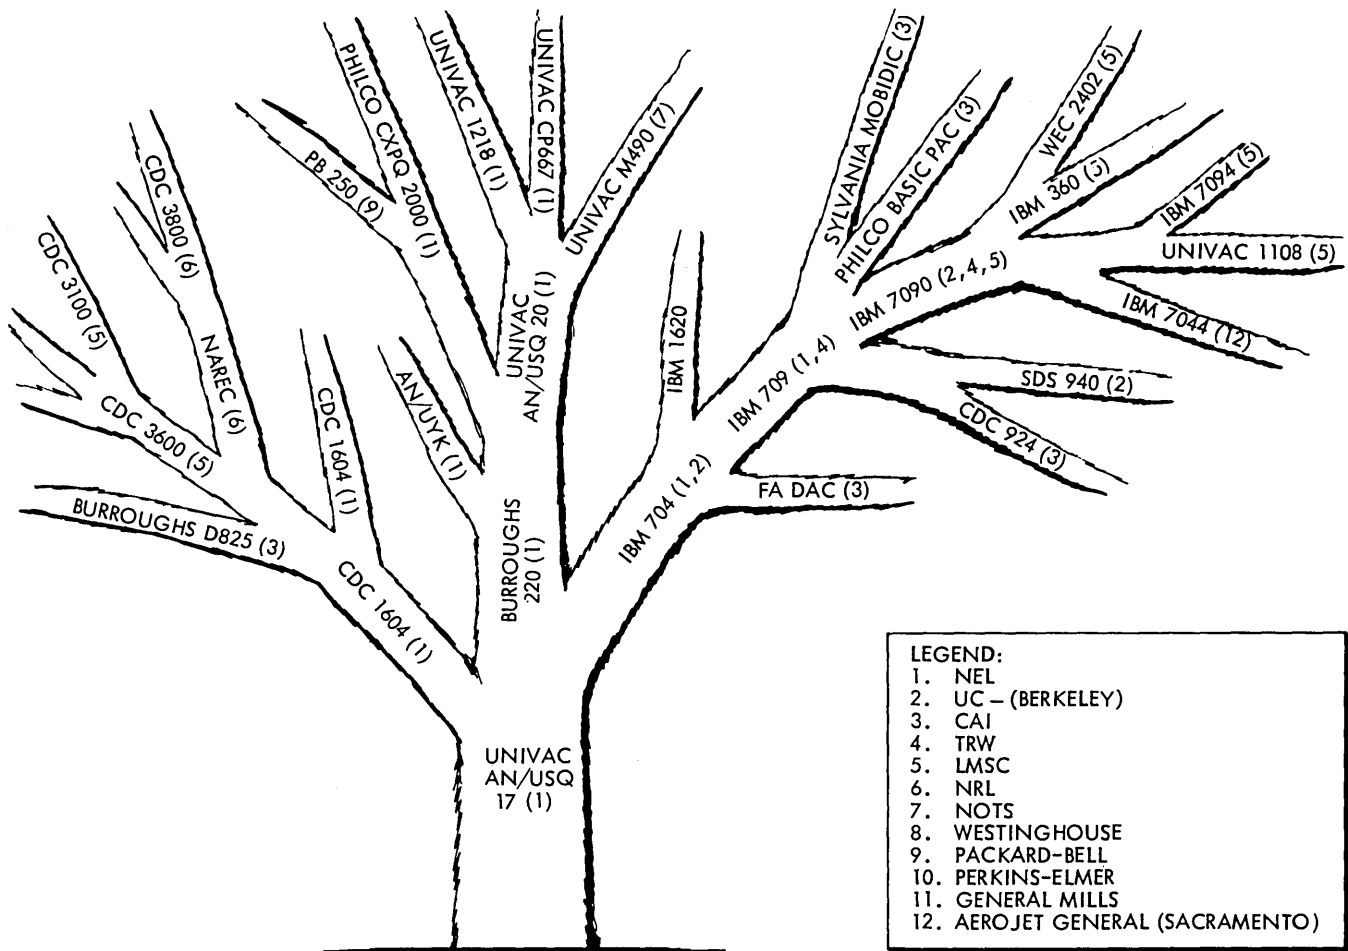 PHILCO CXPQ 2000 (1)
UNIVAC 1218 (1)
UNIVAC CP667 (1)
UNIVAC M490 (7)
PB 250 (9)
CDC 3800 (6)
CDC 3100 (5)
NAREC (6)
CDC 3600 (5)
BURROUGHS D825 (3)
CDC 1604 (1)
CDC 1604 (1)
AN/UYK (1)
UNIVAC
AN/USQ 20 (1)
BURROUGHS
220 (1)
IBM 1620
SYLVANIA MOBIDIC (3)
PHILCO BASIC PAC (3)
WEC 2402 (5)
IBM 360 (5)
IBM 7094 (5)
UNIVAC 1108 (5)
IBM 7044 (12)
IBM 7090 (2,4,5)
IBM 709 (1,4)
SDS 940 (2)
CDC 924 (3)
FA DAC (3)
IBM 704 (1,2)
UNIVAC
AN/USQ
17 (1)
LEGEND:
1. NEL
2. UC – (BERKELEY)
3. CAI
4. TRW
5. LMSC
6. NRL
7. NOTS
8. WESTINGHOUSE
9. PACKARD-BELL
10. PERKINS-ELMER
11. GENERAL MILLS
12. AEROJET GENERAL (SACRAMENTO)